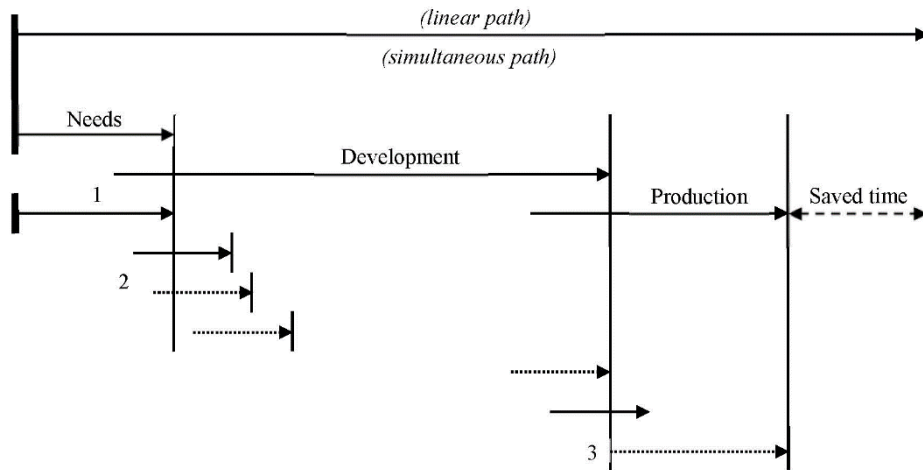 (linear path)
(simultaneous path)
Needs
Development
1
Production
Saved time
2
3